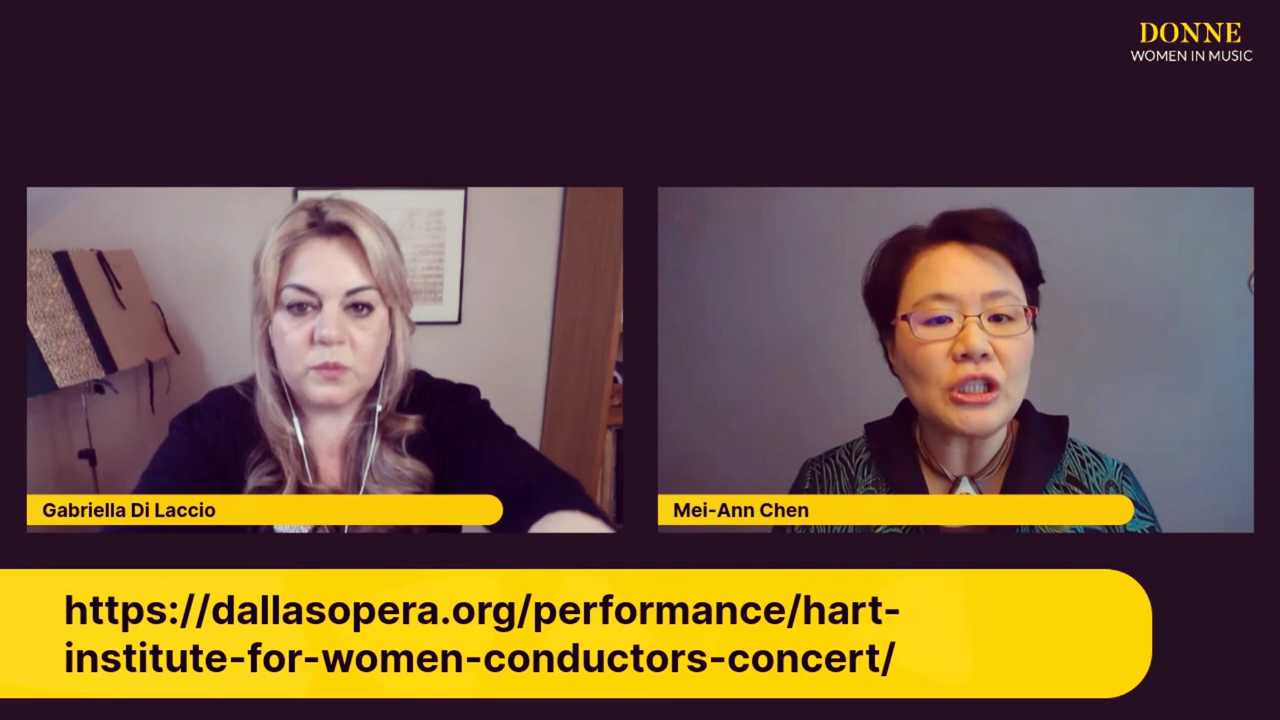 DONNE
WOMEN IN MUSIC
Gabriella Di Laccio
Mei-Ann Chen
https://dallasopera.org/performance/hart-
institute-for-women-conductors-concert/